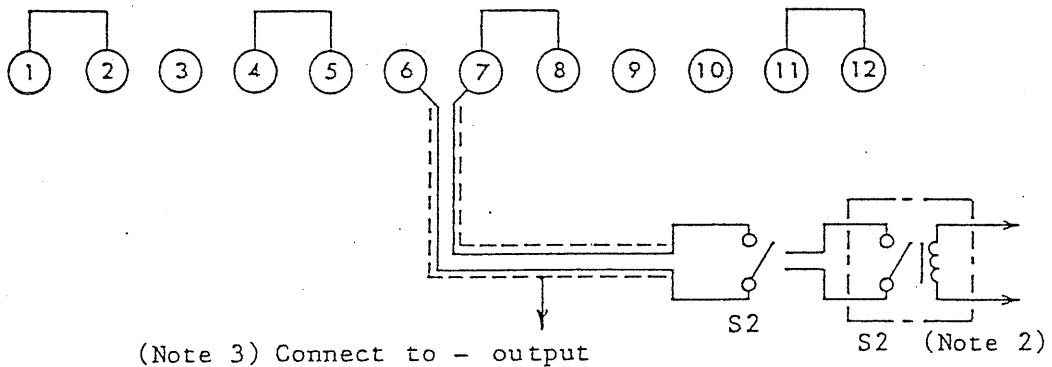 1 2 3 4 5 6 7 8 9 10 11 12
S2
S2 (Note 2)
(Note 3) Connect to - output